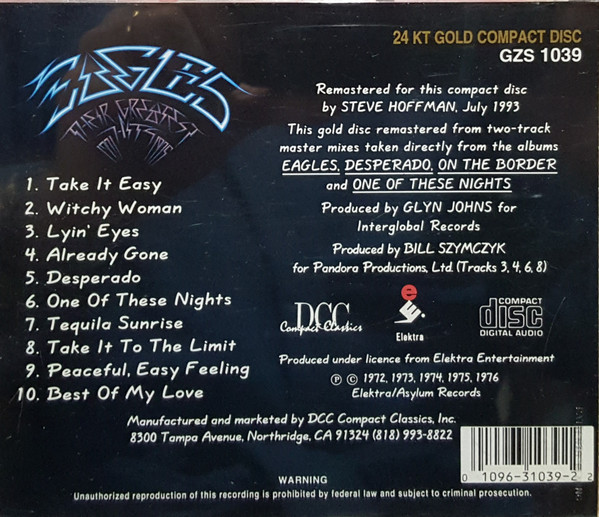 24 KT GOLD COMPACT DISC
GZS 1039
EAGLES
THEIR GREATEST
HITS
1. Take It Easy
2. Witchy Woman
3. Lyin' Eyes
4. Already Gone
5. Desperado
6. One Of These Nights
7. Tequila Sunrise
8. Take It To The Limit
9. Peaceful, Easy Feeling
10. Best Of My Love
Remastered for this compact disc
by STEVE HOFFMAN, July 1993
This gold disc remastered from two-track
master mixes taken directly from the albums
EAGLES, DESPERADO, ON THE BORDER
and ONE OF THESE NIGHTS
Produced by GLYN JOHNS for
Interglobal Records
Produced by BILL SZYMCZYK
for Pandora Productions, Ltd. (Tracks 3, 4, 6, 8)
DCC
Compact Classics
e
Elektra
COMPACT
disc
DIGITAL AUDIO
Produced under licence from Elektra Entertainment
℗ © 1972, 1973, 1974, 1975, 1976
Elektra/Asylum Records
Manufactured and marketed by DCC Compact Classics, Inc.
8300 Tampa Avenue, Northridge, CA 91324 (818) 993-8822
0 1096-31039-2 2
WARNING
Unauthorized reproduction of this recording is prohibited by federal law and subject to criminal prosecution.